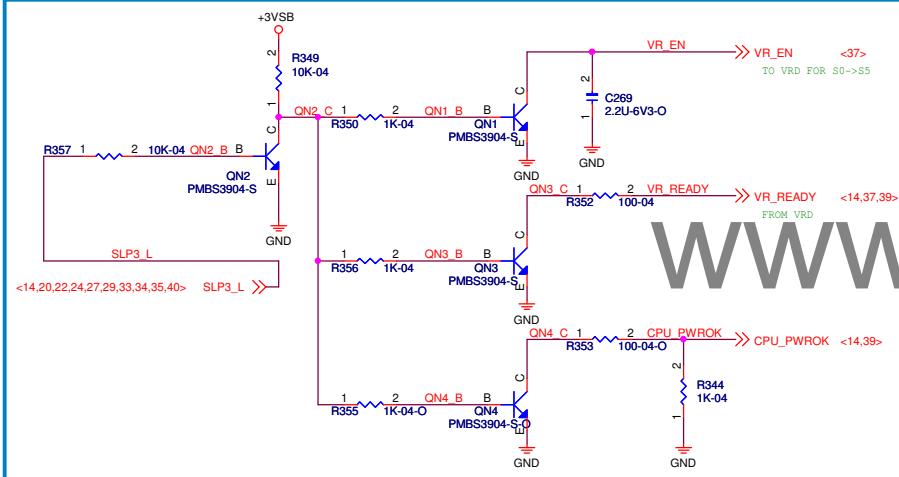 +3VSB
2
R349
10K-04
1
QN2_C
1
2
R350
1K-04
QN1_B
B
C
QN1
PMBS3904-S
E
GND
VR_EN
VR_EN
<37>
TO VRD FOR S0->S5
2
C269
2.2U-6V3-O
1
GND
R357
1
2
10K-04
QN2_B
B
C
QN2
PMBS3904-S
E
GND
QN3_C
1
2
R352
100-04
VR_READY
VR_READY
<14,37,39>
FROM VRD
WWW
SLP3_L
<14,20,22,24,27,29,33,34,35,40>
SLP3_L
1
2
R356
1K-04
QN3_B
B
C
QN3
PMBS3904-S
E
GND
QN4_C
1
2
R353
100-04-O
CPU_PWROK
CPU_PWROK
<14,39>
2
R344
1K-04
1
GND
1
2
R355
1K-04-O
QN4_B
B
C
QN4
PMBS3904-S-O
E
GND